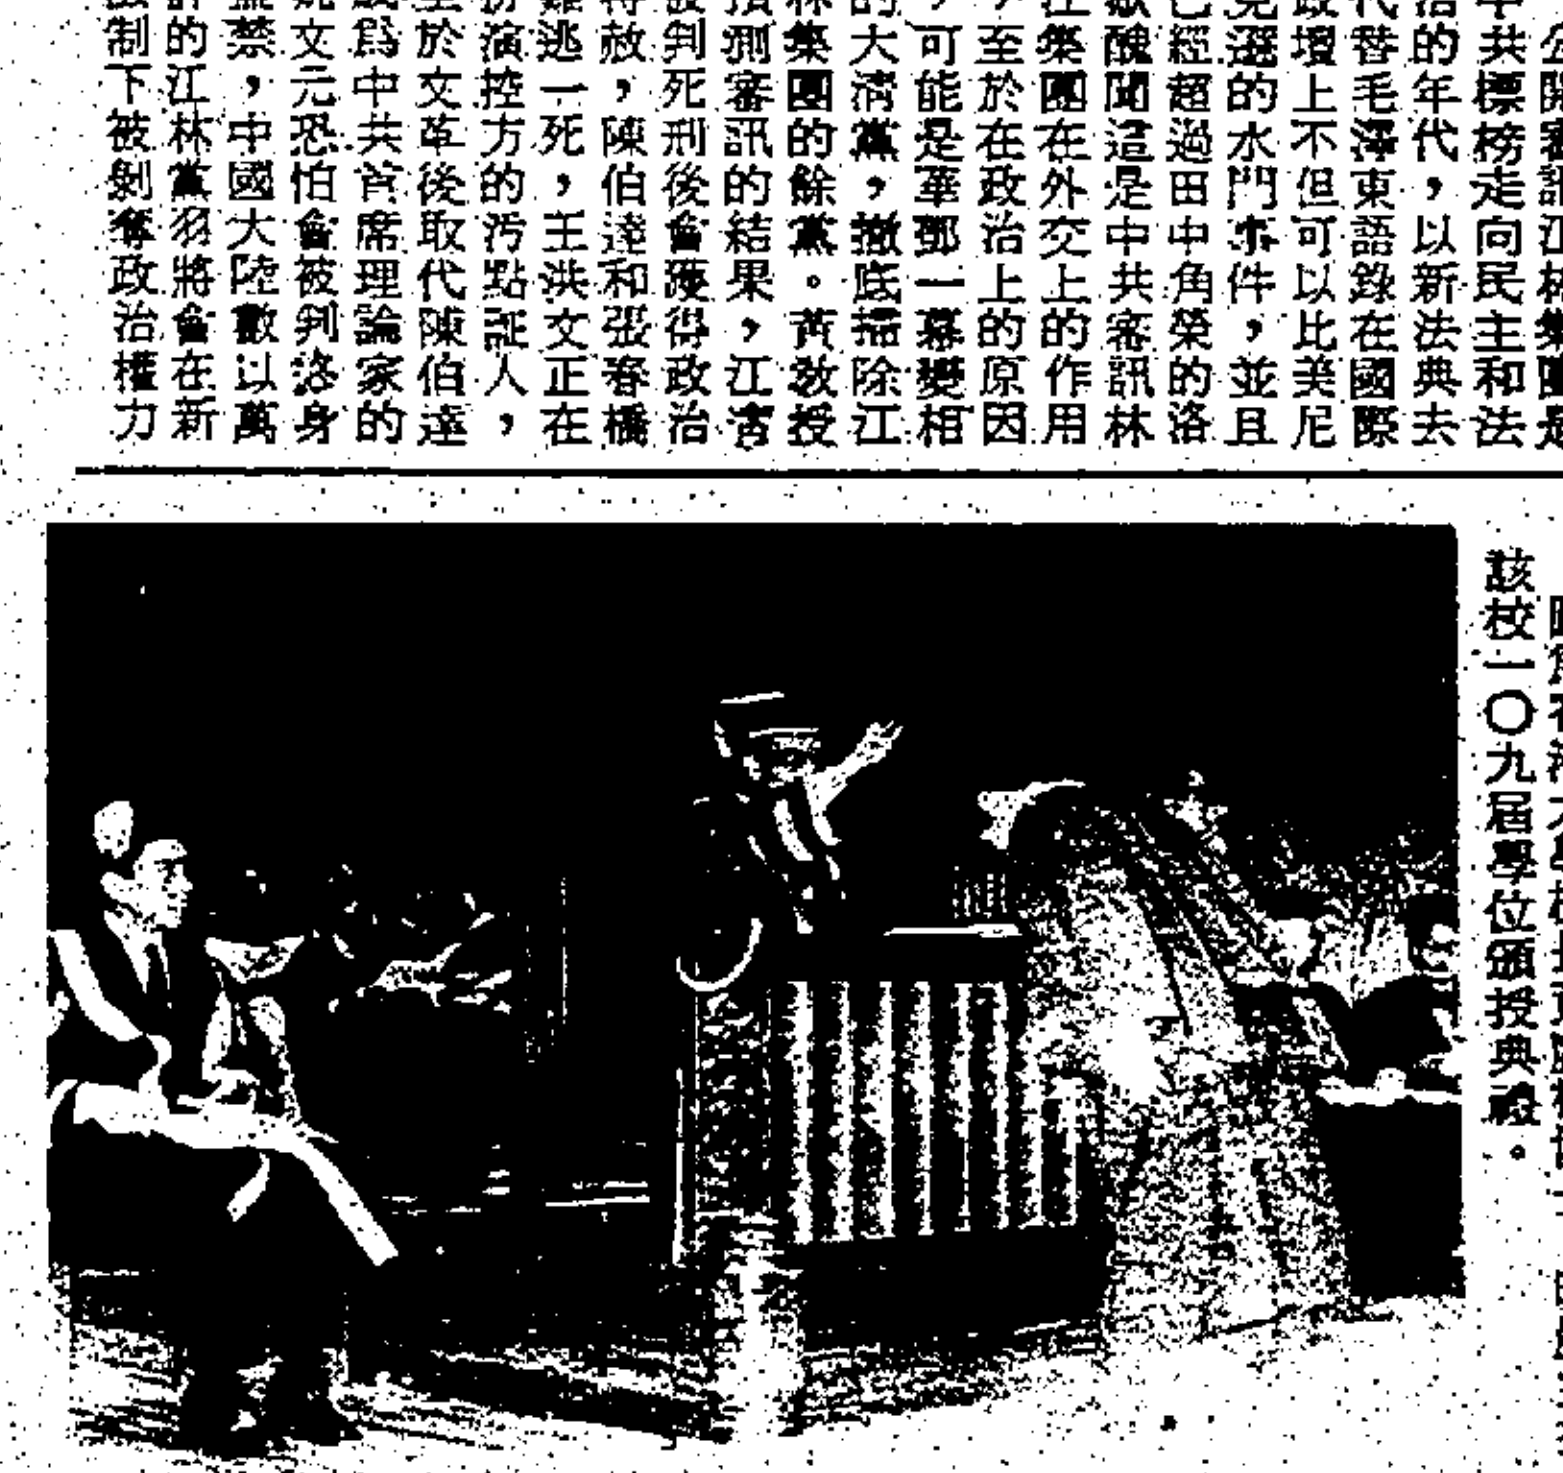 公開審訊江林集團是
中共標榜走向民主和法
治的年代，以新法典去
代替毛澤東語錄在國際
政壇上不但可以比美尼
的水門事件，並且
已經超過田中角榮的洛
醜聞這是中共審訊林
江集團在外交上的作用
，至於在政治上的原因
，可能是華鄧一幕變相
的大清黨，撤底掃除江
林集團的餘黨。黃教授
預測審訊的結果，江青
被判死刑後會獲得政治
特赦，陳伯達和張春橋
難逃一死，王洪文正在
扮演控方的污點証人，
至於文革後取代陳伯達
成爲中共首席理論家的
姚文元恐怕會被判終身
監禁，中國大陸數以萬
計的江林黨羽將會在新
制下被剝奪政治權力
該校一〇九屆學位頒授典禮。